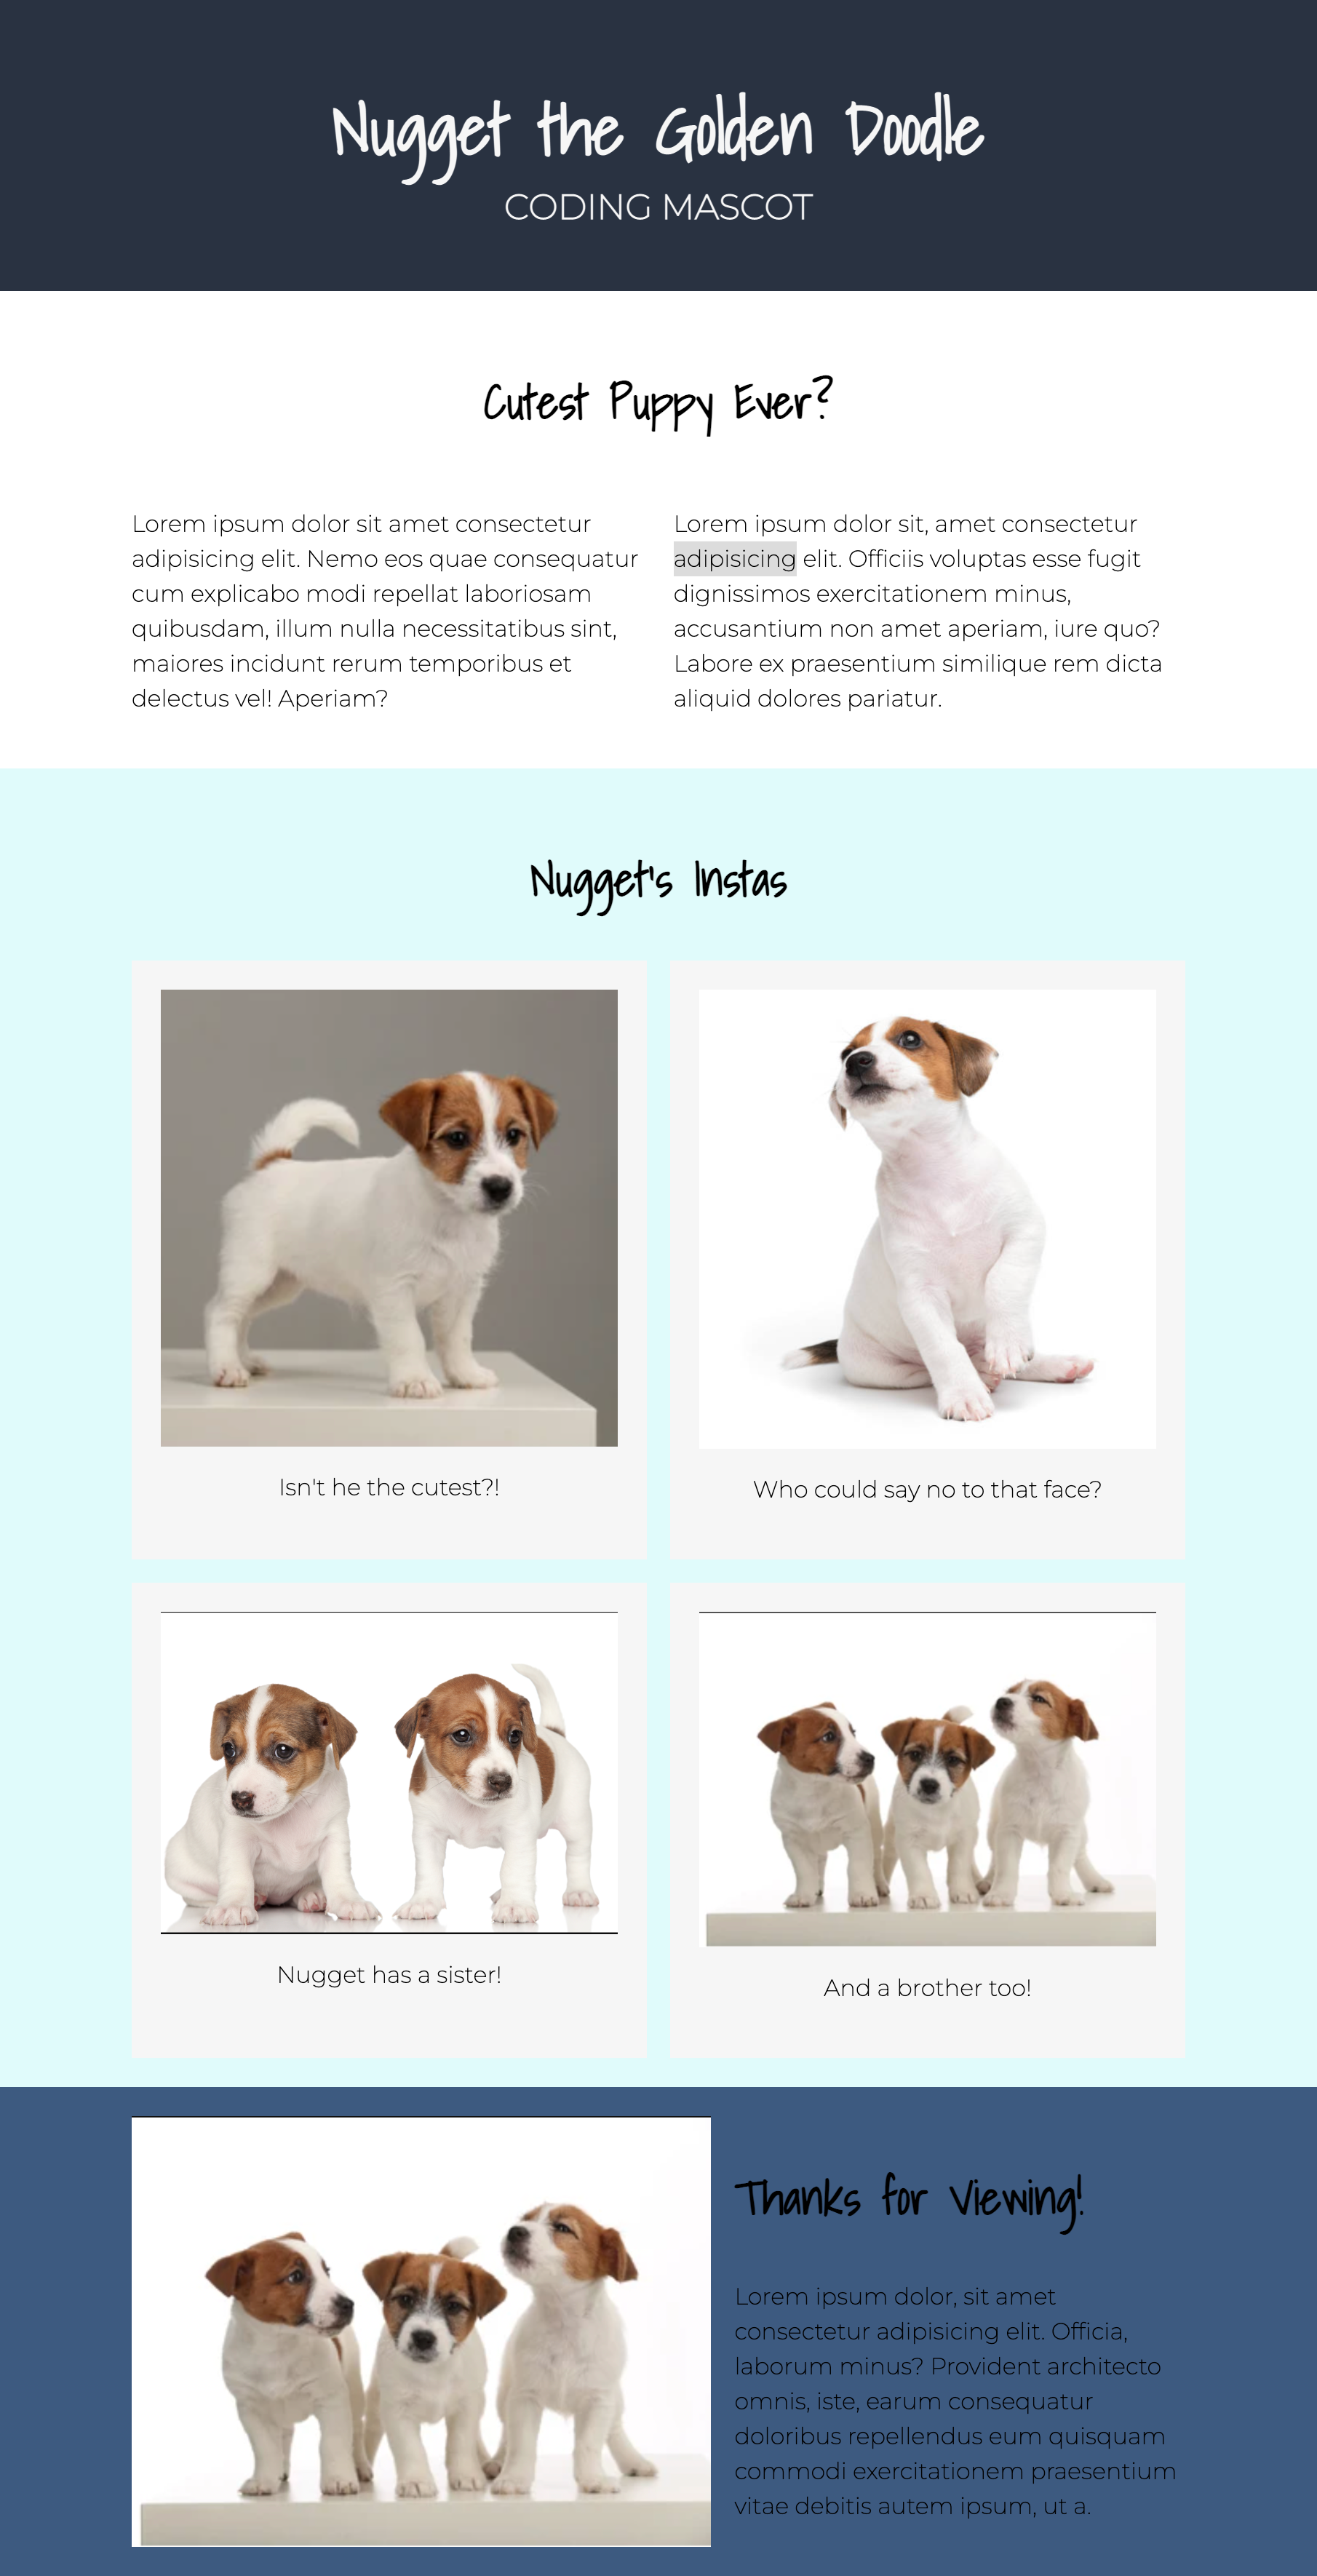 Nugget the Golden Doodle
CODING MASCOT
Cutest Puppy Ever?
Lorem ipsum dolor sit amet consectetur
adipisicing elit. Nemo eos quae consequatur
cum explicabo modi repellat laboriosam
quibusdam, illum nulla necessitatibus sint,
maiores incidunt rerum temporibus et
delectus vel! Aperiam?
Lorem ipsum dolor sit, amet consectetur
adipisicing elit. Officiis voluptas esse fugit
dignissimos exercitationem minus,
accusantium non amet aperiam, iure quo?
Labore ex praesentium similique rem dicta
aliquid dolores pariatur.
Nugget's Instas
Isn't he the cutest?!
Who could say no to that face?
Nugget has a sister!
And a brother too!
Thanks for Viewing!
Lorem ipsum dolor, sit amet
consectetur adipisicing elit. Officia,
laborum minus? Provident architecto
omnis, iste, earum consequatur
doloribus repellendus eum quisquam
commodi exercitationem praesentium
vitae debitis autem ipsum, ut a.